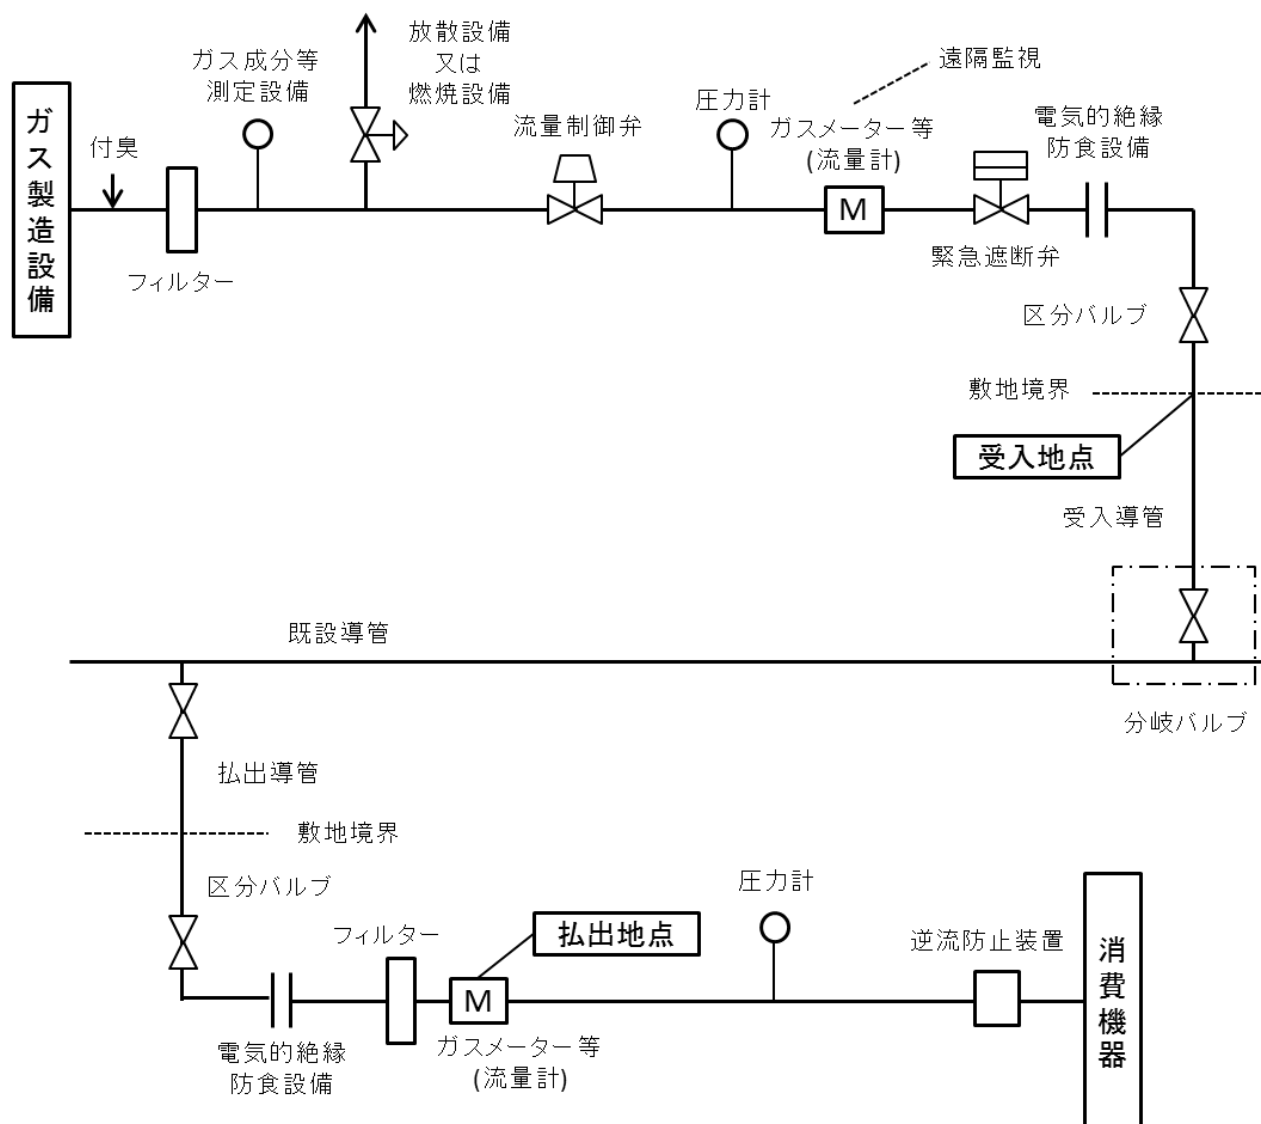 放散設備
又は
燃焼設備
ガス成分等
測定設備
遠隔監視
圧力計
ガスメーター等
(流量計)
電気的絶縁
防食設備
流量制御弁
付臭
ガス製造設備
M
フィルター
緊急遮断弁
区分バルブ
敷地境界
受入地点
受入導管
既設導管
分岐バルブ
払出導管
敷地境界
区分バルブ
圧力計
フィルター
払出地点
逆流防止装置
消費機器
M
電気的絶縁
防食設備
ガスメーター等
(流量計)